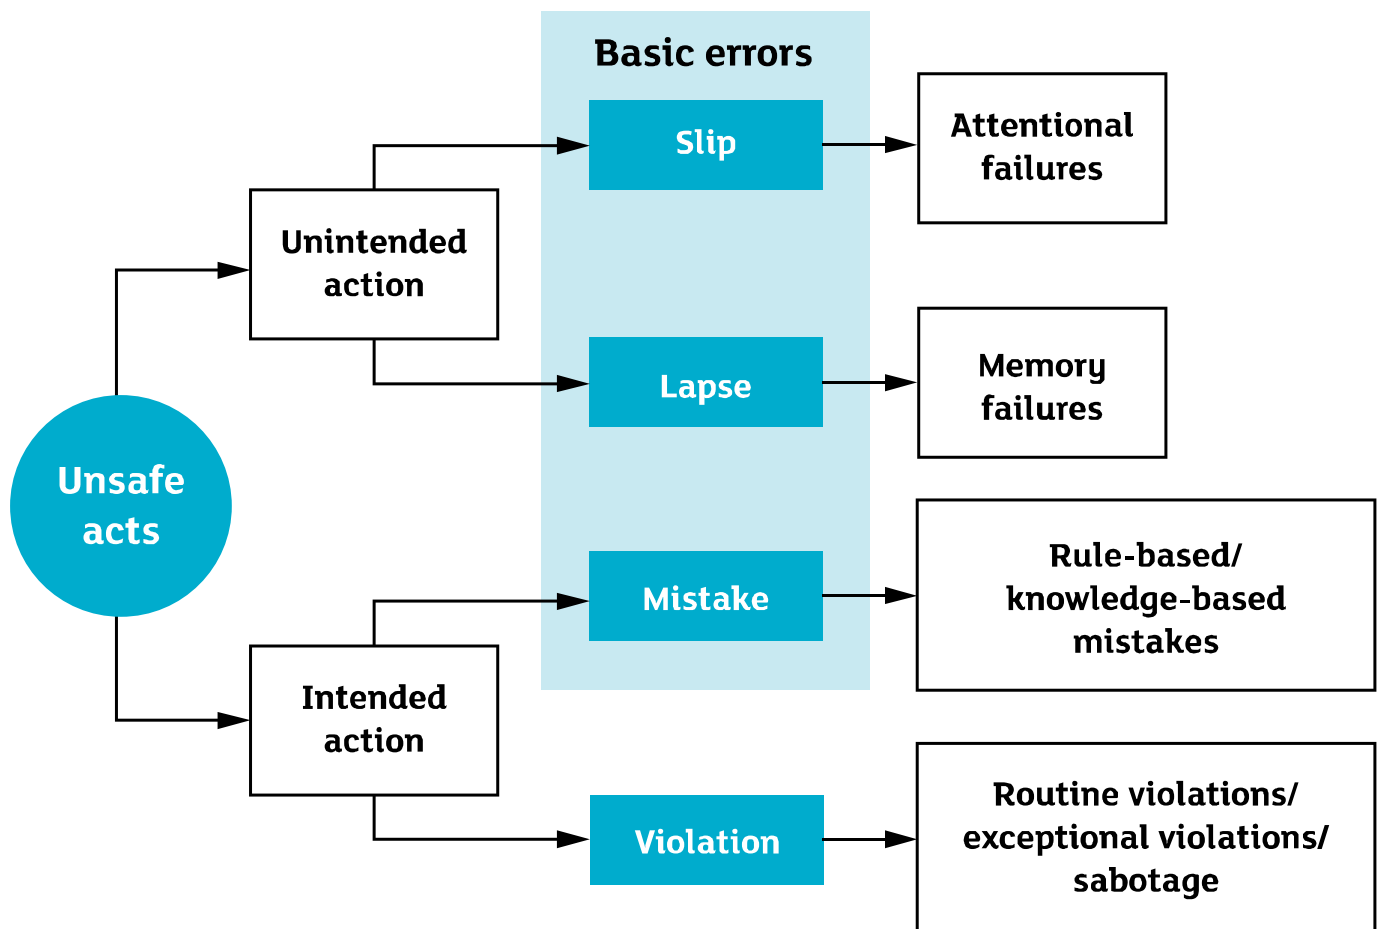 Basic errors
Slip
Attentional
failures
Unintended
action
Lapse
Memory
failures
Unsafe
acts
Mistake
Rule-based/
knowledge-based
mistakes
Intended
action
Violation
Routine violations/
exceptional violations/
sabotage